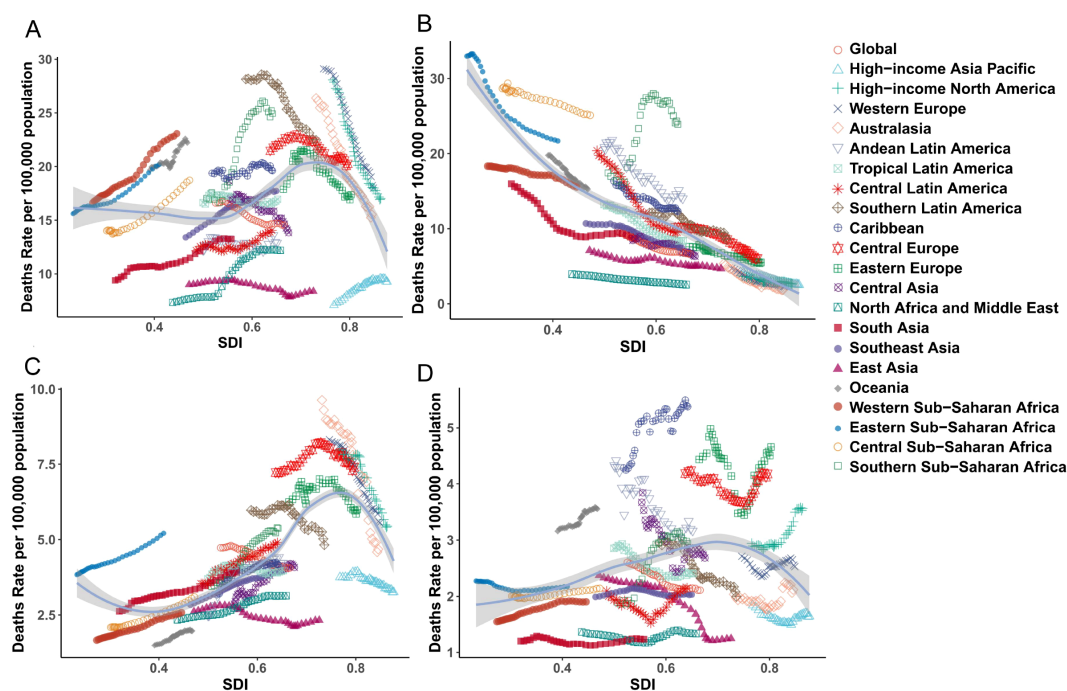 A
Deaths Rate per 100,000 population
30
25
20
15
10
0.4
0.6
0.8
SDI
B
Deaths Rate per 100,000 population
30
20
10
0
0.4
0.6
0.8
SDI
C
Deaths Rate per 100,000 population
10.0
7.5
5.0
2.5
0.4
0.6
0.8
SDI
D
Deaths Rate per 100,000 population
5
4
3
2
1
0.4
0.6
0.8
SDI
Global
High−income Asia Pacific
High−income North America
Western Europe
Australasia
Andean Latin America
Tropical Latin America
Central Latin America
Southern Latin America
Caribbean
Central Europe
Eastern Europe
Central Asia
North Africa and Middle East
South Asia
Southeast Asia
East Asia
Oceania
Western Sub−Saharan Africa
Eastern Sub−Saharan Africa
Central Sub−Saharan Africa
Southern Sub−Saharan Africa